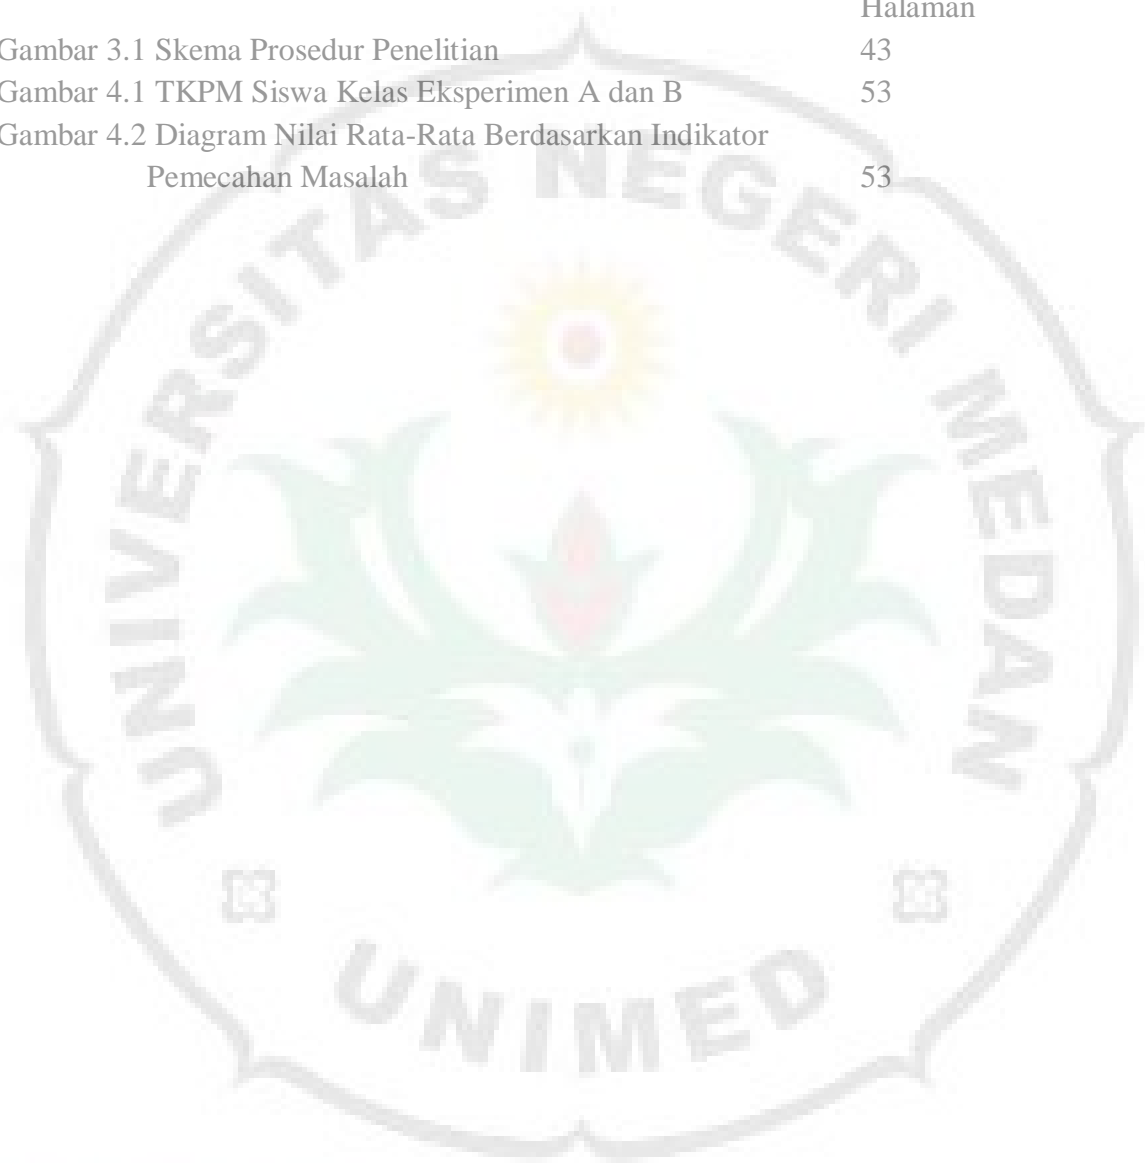 Halaman
Gambar 3.1 Skema Prosedur Penelitian 43
Gambar 4.1 TKPM Siswa Kelas Eksperimen A dan B 53
Gambar 4.2 Diagram Nilai Rata-Rata Berdasarkan Indikator
Pemecahan Masalah 53
UNIVERSITAS NEGERI MEDAN
UNIMED